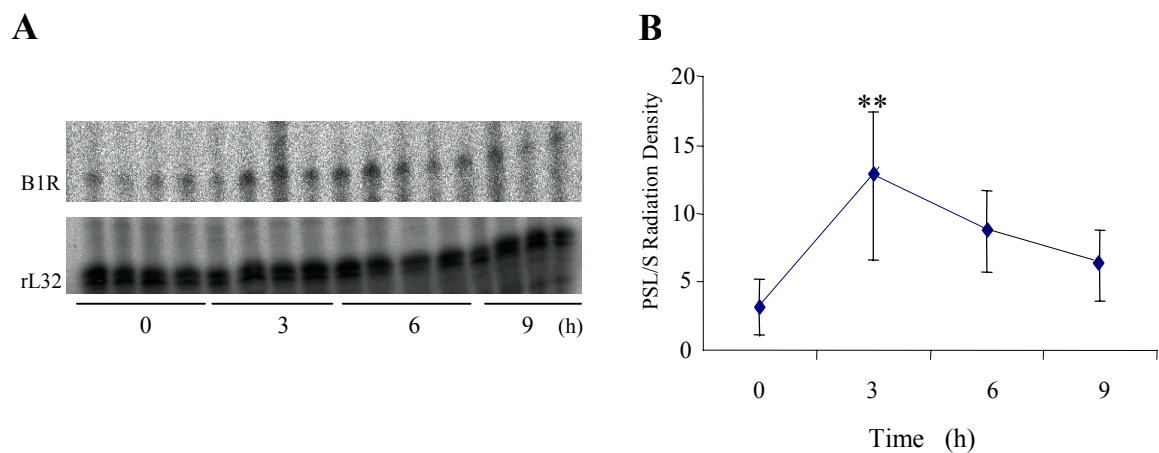 A
B1R
rL32
0 3 6 9 (h)
B
PSL/S Radiation Density
20
15
10
5
0
**
0 3 6 9
Time (h)